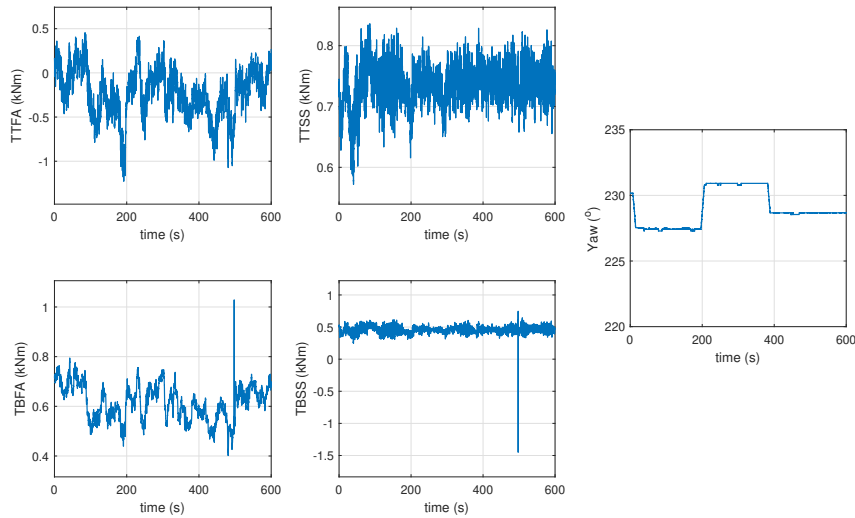 TTFA (kNm)
0.5
0
-0.5
-1
0 200 400 600
time (s)
TTSS (kNm)
0.8
0.7
0.6
0 200 400 600
time (s)
Yaw (°)
235
230
225
220
0 200 400 600
time (s)
TBFA (kNm)
1
0.8
0.6
0.4
0 200 400 600
time (s)
TBSS (kNm)
1
0.5
0
-0.5
-1
-1.5
0 200 400 600
time (s)